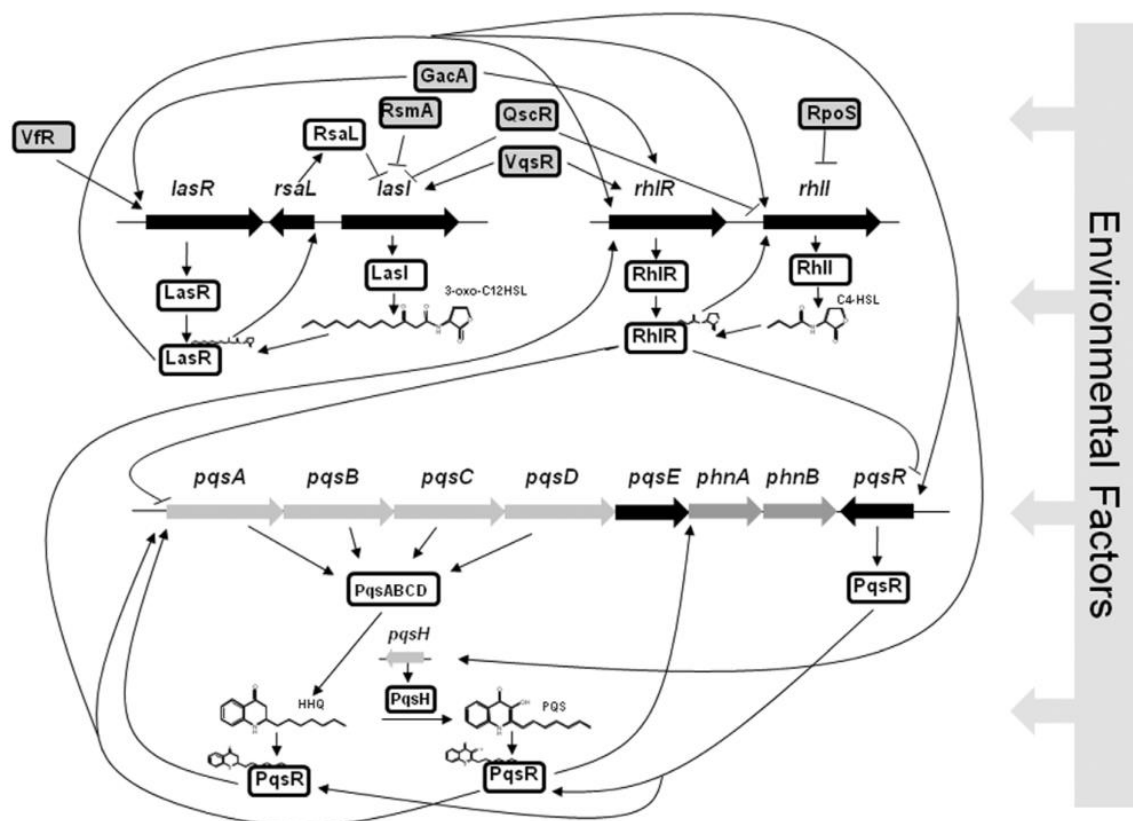 GacA
RsmA
QscR
RpoS
VfR
RsaL
VqsR
lasR
rsaL
lasI
rhlR
rhlI
LasR
LasI
RhlR
RhlI
3-oxo-C12HSL
C4-HSL
LasR
RhlR
pqsA
pqsB
pqsC
pqsD
pqsE
phnA
phnB
pqsR
PqsABCD
PqsR
pqsH
PqsH
HHQ
PQS
PqsR
PqsR
Environmental Factors